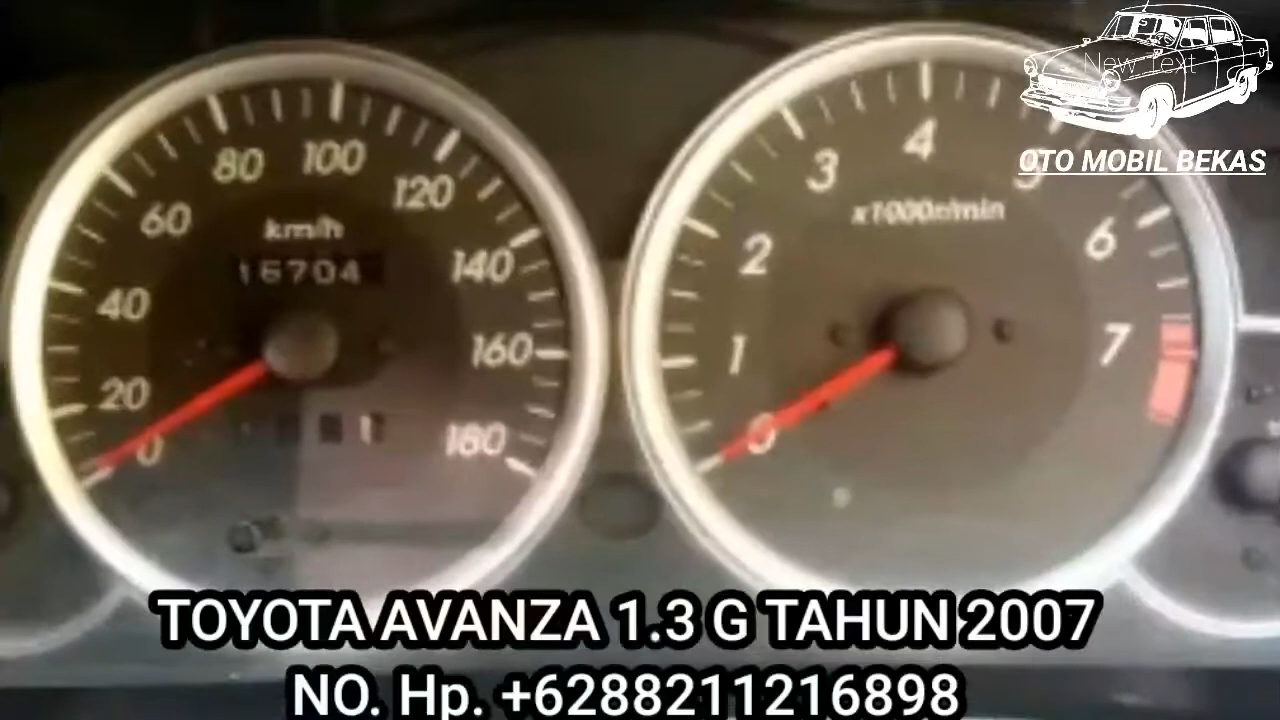 New Text
OTO MOBIL BEKAS
80 100 120
60 140
km/h
40 160
20 180
0
3 4
x1000r/min
2 6
1 7
0
TOYOTA AVANZA 1.3 G TAHUN 2007
NO. Hp. +6288211216898